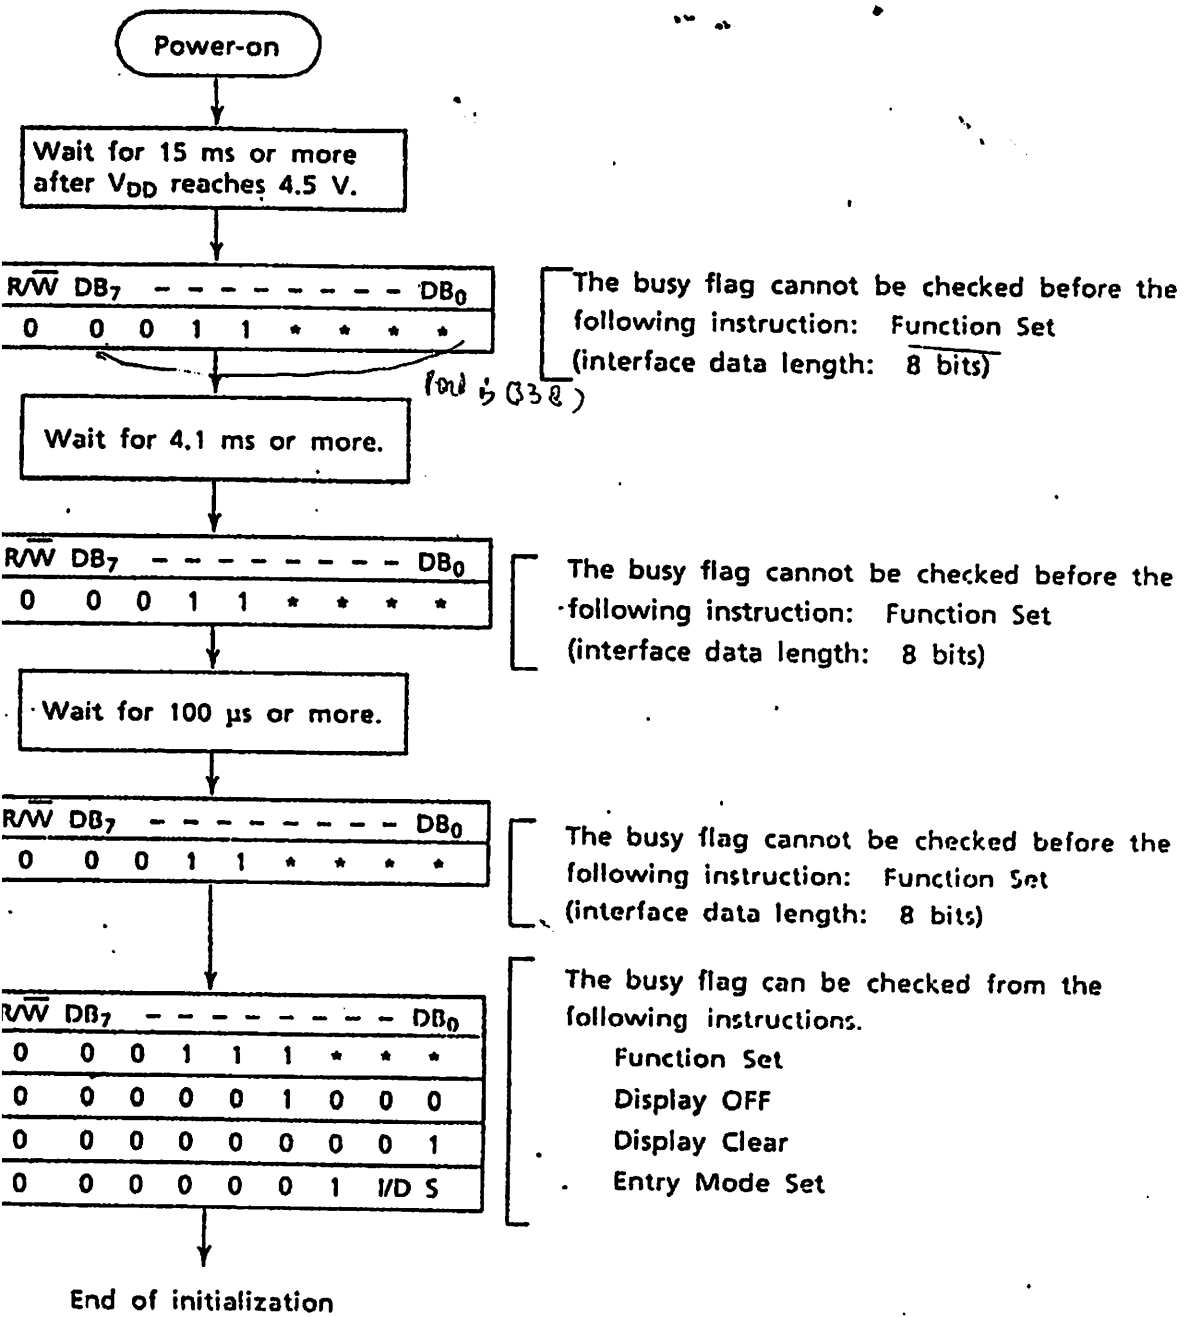 Power-on
Wait for 15 ms or more
after VDD reaches 4.5 V.
R/W DB7 - - - - - - - - DB0
0 0 0 1 1 * * * *
The busy flag cannot be checked before the
following instruction: Function Set
(interface data length: 8 bits)
Wait for 4.1 ms or more.
R/W DB7 - - - - - - - - DB0
0 0 0 1 1 * * * *
The busy flag cannot be checked before the
following instruction: Function Set
(interface data length: 8 bits)
Wait for 100 µs or more.
R/W DB7 - - - - - - - - DB0
0 0 0 1 1 * * * *
The busy flag cannot be checked before the
following instruction: Function Set
(interface data length: 8 bits)
R/W DB7 - - - - - - - - DB0
0 0 0 1 1 1 * * *
0 0 0 0 0 1 0 0 0
0 0 0 0 0 0 0 0 1
0 0 0 0 0 0 1 I/D S
The busy flag can be checked from the
following instructions.
Function Set
Display OFF
Display Clear
Entry Mode Set
End of initialization